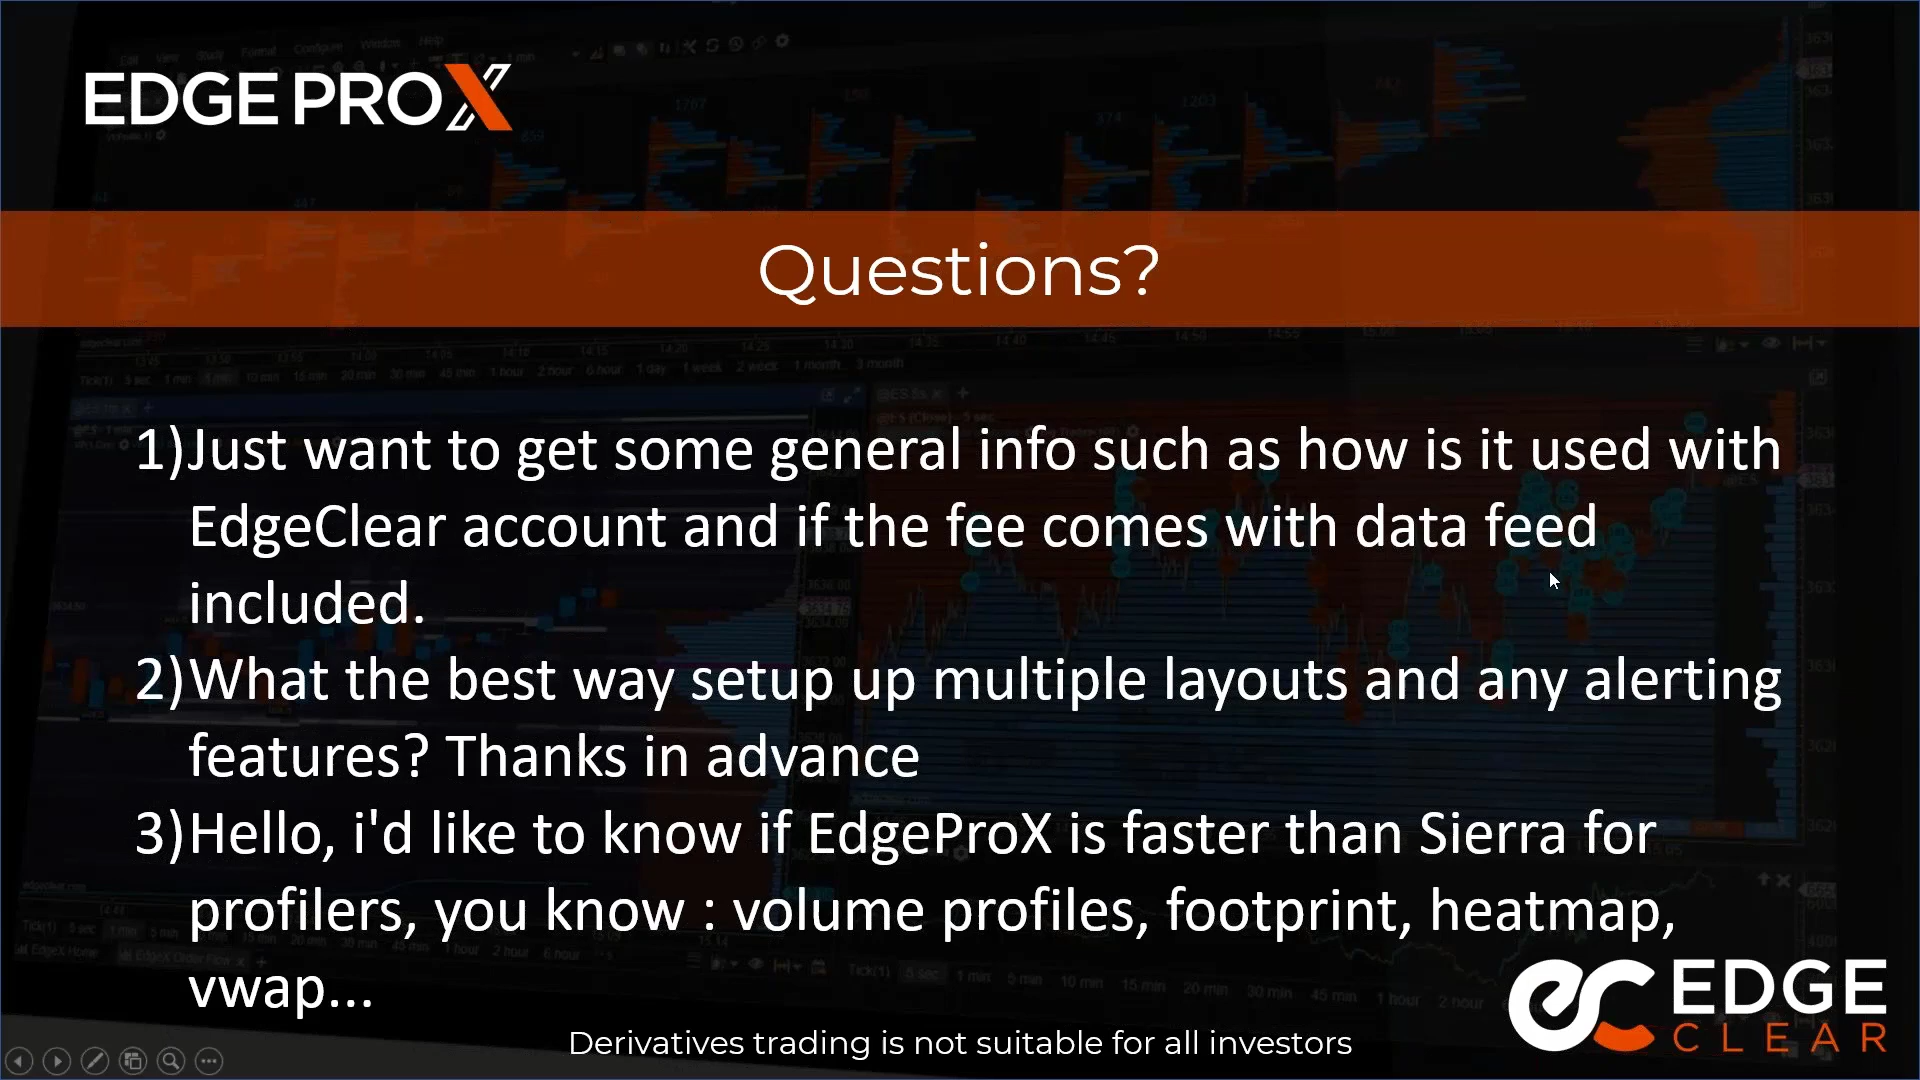 EDGEPROX
Questions?
1)Just want to get some general info such as how is it used with
EdgeClear account and if the fee comes with data feed
included.
2)What the best way setup up multiple layouts and any alerting
features? Thanks in advance
3)Hello, i'd like to know if EdgeProX is faster than Sierra for
profilers, you know : volume profiles, footprint, heatmap,
vwap...
ec EDGE
CLEAR
Derivatives trading is not suitable for all investors